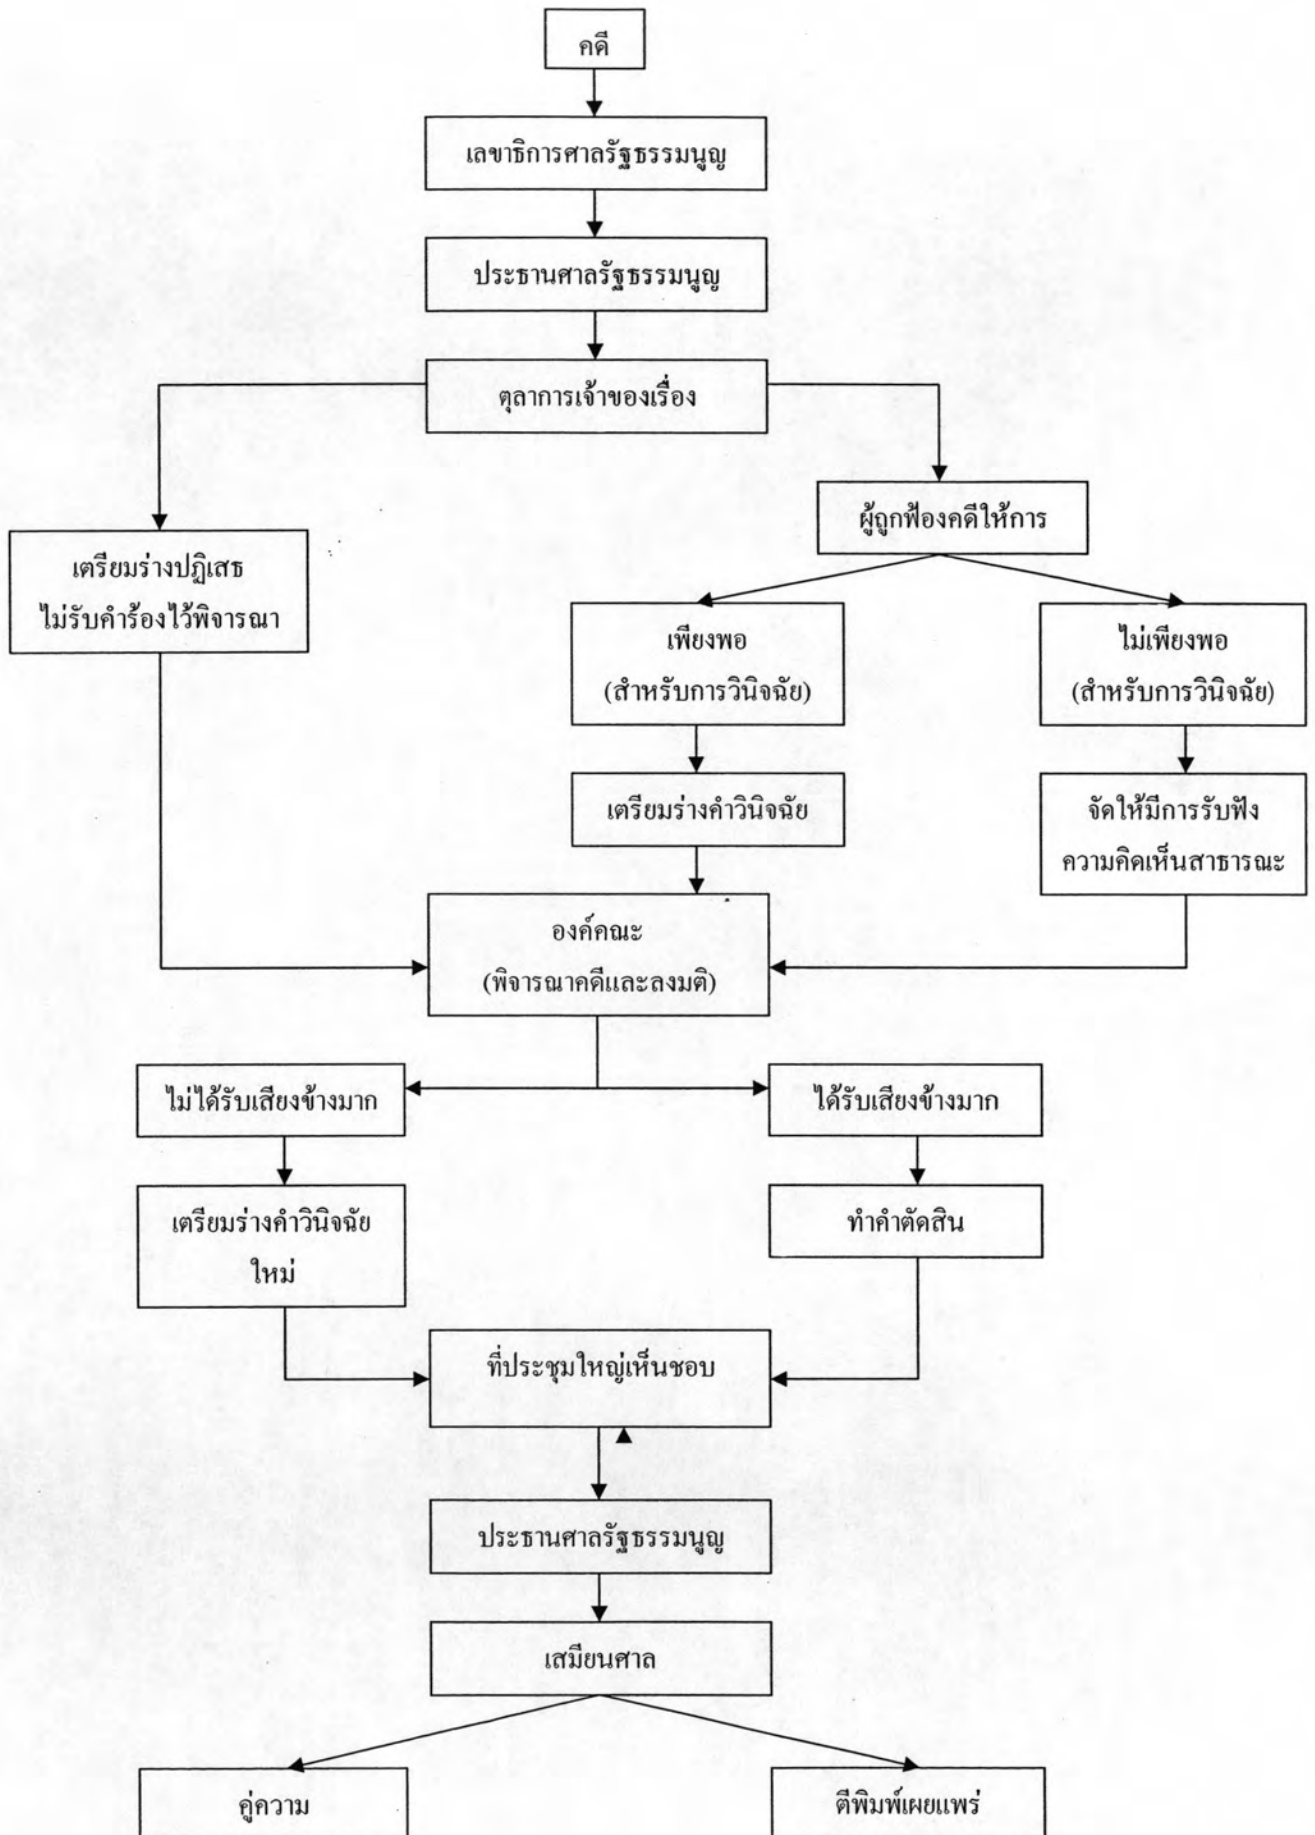 คดี
เลขาธิการศาลรัฐธรรมนูญ
ประธานศาลรัฐธรรมนูญ
ตุลาการเจ้าของเรื่อง
ผู้ถูกฟ้องคดีให้การ
เตรียมร่างปฏิเสธ
ไม่รับคำร้องไว้พิจารณา
เพียงพอ
(สำหรับการวินิจฉัย)
ไม่เพียงพอ
(สำหรับการวินิจฉัย)
เตรียมร่างคำวินิจฉัย
จัดให้มีการรับฟัง
ความคิดเห็นสาธารณะ
องค์คณะ
(พิจารณาคดีและลงมติ)
ไม่ได้รับเสียงข้างมาก
ได้รับเสียงข้างมาก
เตรียมร่างคำวินิจฉัย
ใหม่
ทำคำตัดสิน
ที่ประชุมใหญ่เห็นชอบ
ประธานศาลรัฐธรรมนูญ
เสมียนศาล
คู่ความ
ตีพิมพ์เผยแพร่